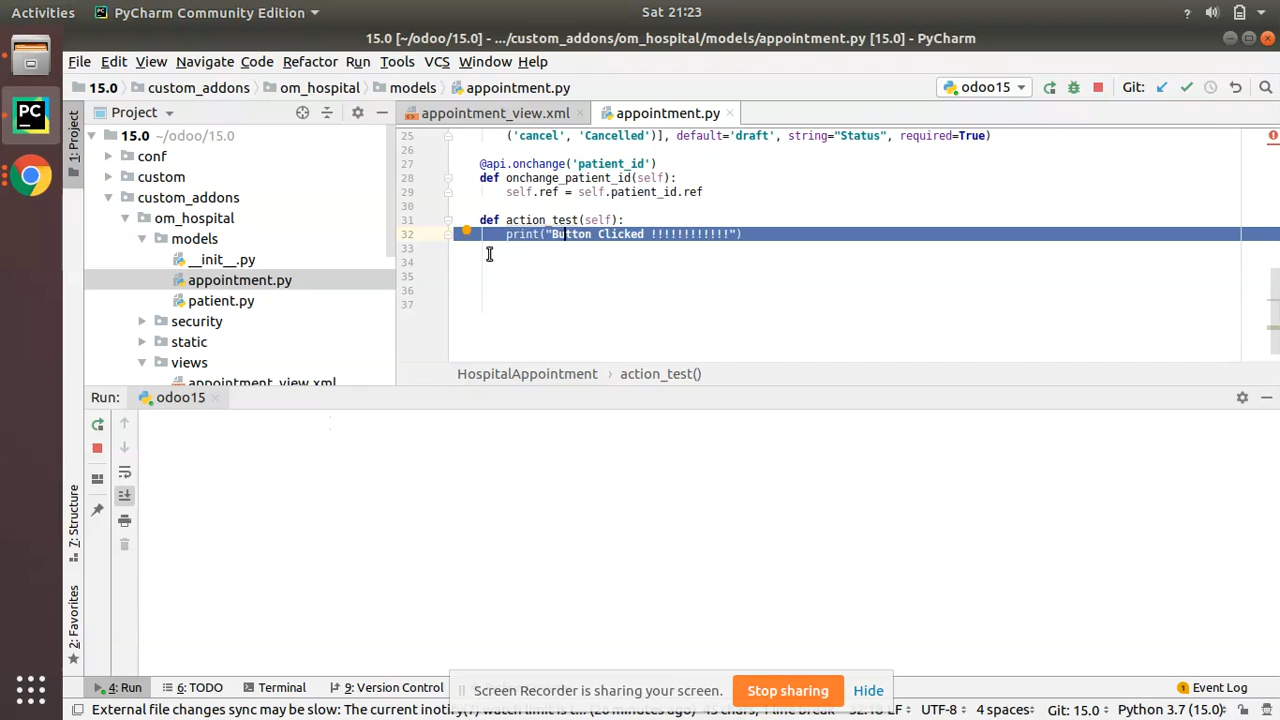 Activities PyCharm Community Edition Sat 21:23 ?
15.0 [~/odoo/15.0] - .../custom_addons/om_hospital/models/appointment.py [15.0] - PyCharm
File Edit View Navigate Code Refactor Run Tools VCS Window Help
15.0 custom_addons om_hospital models appointment.py odoo15 Git:
Project appointment_view.xml appointment.py
1: Project
15.0 ~/odoo/15.0
conf
custom
custom_addons
om_hospital
models
__init__.py
appointment.py
patient.py
security
static
views
appointment_view.xml
25 ('cancel', 'Cancelled')], default='draft', string="Status", required=True)
26
27 @api.onchange('patient_id')
28 def onchange_patient_id(self):
29 self.ref = self.patient_id.ref
30
31 def action_test(self):
32 print("Button Clicked !!!!!!!!!!!!")
33
34
35
36
37
HospitalAppointment action_test()
Run: odoo15
7: Structure
2: Favorites
4: Run 6: TODO Terminal 9: Version Control Event Log
Screen Recorder is sharing your screen. Stop sharing Hide
External file changes sync may be slow: The current inotify(7) watch limit is t... UTF-8 4 spaces Git: 15.0 Python 3.7 (15.0)